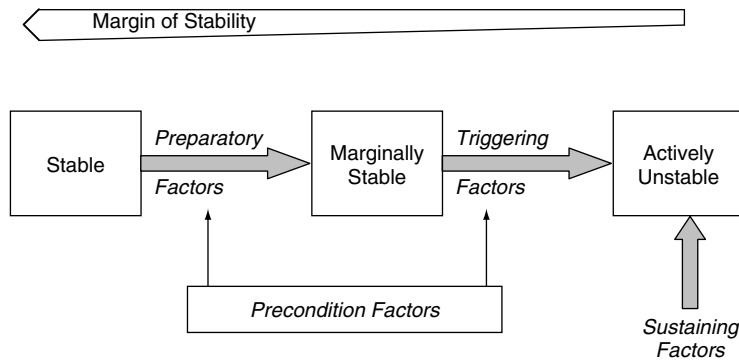 Margin of Stability
Stable
Preparatory
Factors
Marginally
Stable
Triggering
Factors
Actively
Unstable
Precondition Factors
Sustaining
Factors